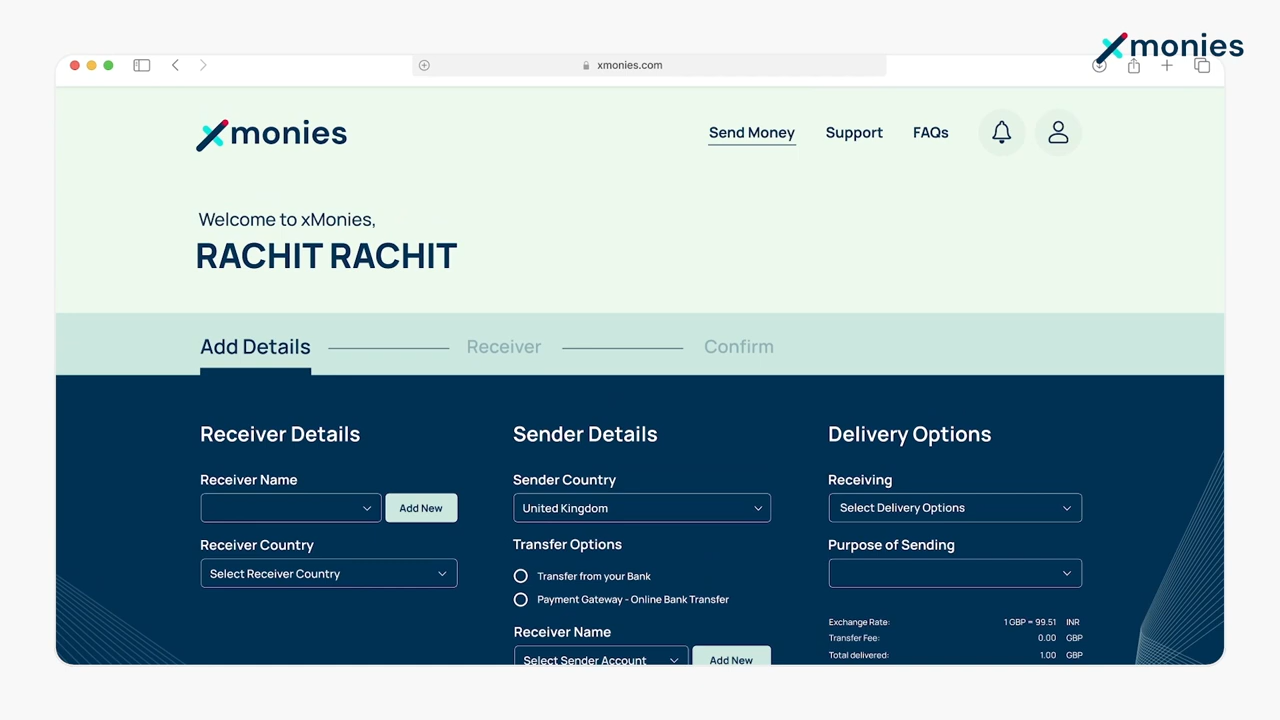 xmonies
xmonies.com
xmonies
Send Money
Support
FAQs
Welcome to xMonies,
RACHIT RACHIT
Add Details
Receiver
Confirm
Receiver Details
Receiver Name
Add New
Receiver Country
Select Receiver Country
Sender Details
Sender Country
United Kingdom
Transfer Options
Transfer from your Bank
Payment Gateway - Online Bank Transfer
Receiver Name
Select Sender Account
Add New
Delivery Options
Receiving
Select Delivery Options
Purpose of Sending
Exchange Rate: 1 GBP = 99.51 INR
Transfer Fee: 0.00 GBP
Total delivered: 1.00 GBP